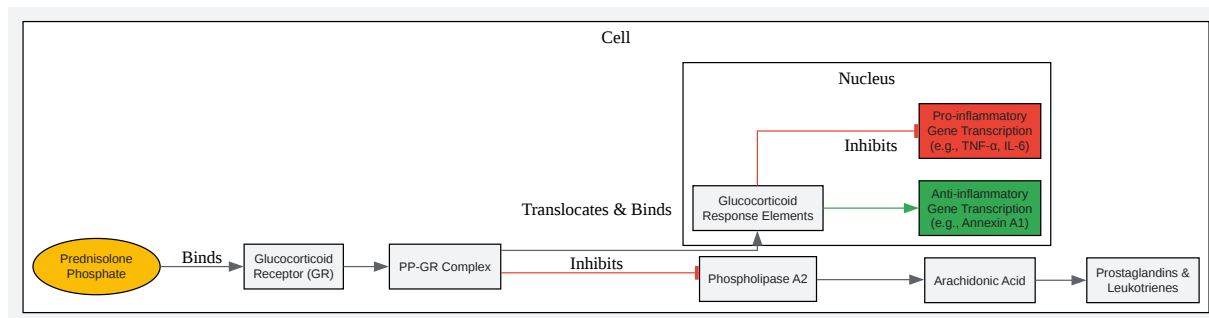 Cell
Nucleus
Pro-inflammatory
Gene Transcription
(e.g., TNF-α, IL-6)
Inhibits
Glucocorticoid
Response Elements
Anti-inflammatory
Gene Transcription
(e.g., Annexin A1)
Translocates & Binds
Prednisolone
Phosphate
Binds
Glucocorticoid
Receptor (GR)
PP-GR Complex
Inhibits
Phospholipase A2
Arachidonic Acid
Prostaglandins &
Leukotrienes